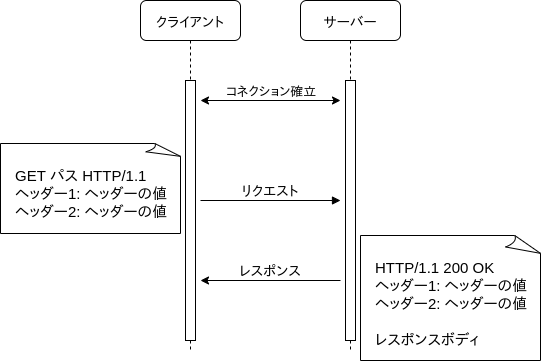 クライアント
サーバー
コネクション確立
GET パス HTTP/1.1
ヘッダー1: ヘッダーの値
ヘッダー2: ヘッダーの値
リクエスト
レスポンス
HTTP/1.1 200 OK
ヘッダー1: ヘッダーの値
ヘッダー2: ヘッダーの値
レスポンスボディ